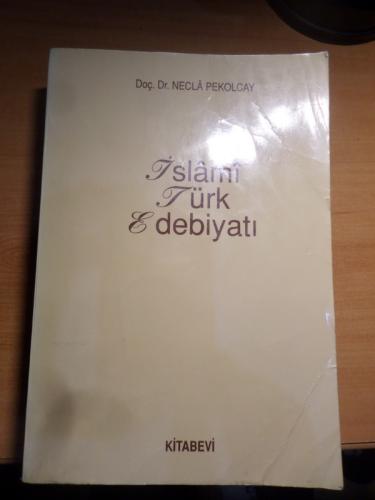 Doç. Dr. NECLÂ PEKOLCAY
İslâmî
Türk
Edebiyatı
KİTABEVİ